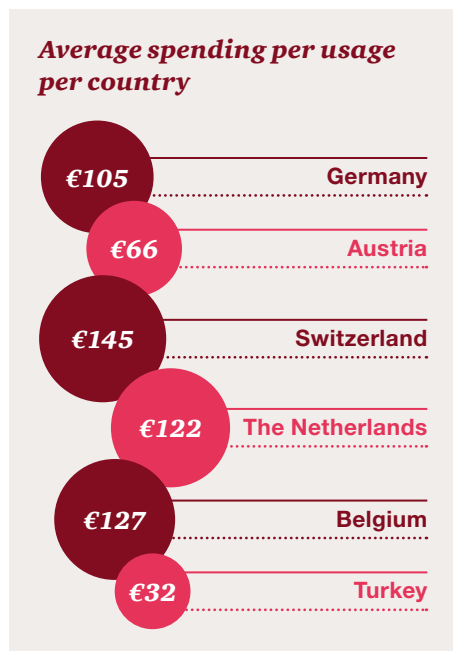 Average spending per usage
per country
€105
Germany
€66
Austria
€145
Switzerland
€122
The Netherlands
€127
Belgium
€32
Turkey